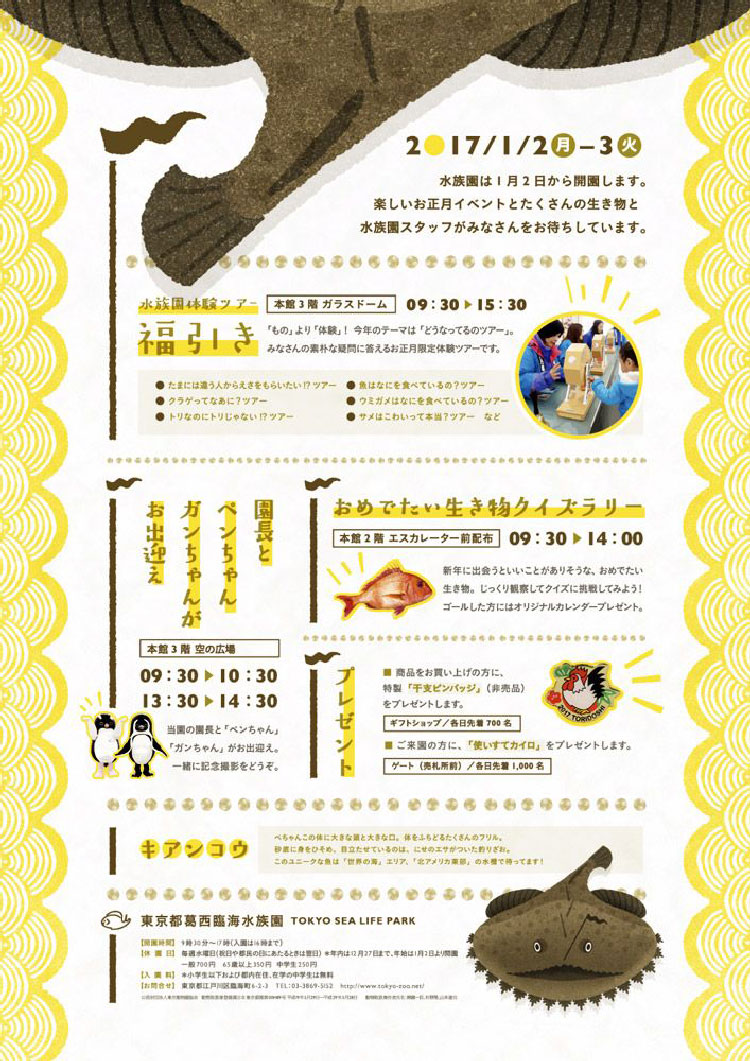 2017/1/2月–3火
水族園は1月2日から開園します。
楽しいお正月イベントとたくさんの生き物と
水族園スタッフがみなさんをお待ちしています。
水族園体験ツアー
福引き
本館3階 ガラスドーム
09:30▶15:30
「もの」より「体験」! 今年のテーマは「どうなってるのツアー」。
みなさんの素朴な疑問に答えるお正月限定体験ツアーです。
● たまには違う人からえさをもらいたい!?ツアー
● クラゲってなあに?ツアー
● トリなのにトリじゃない!?ツアー
● 魚はなにを食べているの?ツアー
● ウミガメはなにを食べているの?ツアー
● サメはこわいって本当?ツアー など
園長と
ペンちゃん
ガンちゃんが
お出迎え
本館3階 空の広場
09:30▶10:30
13:30▶14:30
当園の園長と「ペンちゃん」
「ガンちゃん」がお出迎え。
一緒に記念撮影をどうぞ。
おめでたい生き物クイズラリー
本館2階 エスカレーター前配布
09:30▶14:00
新年に出会うといいことがありそうな、おめでたい
生き物。じっくり観察してクイズに挑戦してみよう!
ゴールした方にはオリジナルカレンダープレゼント。
プレゼント
■ 商品をお買い上げの方に、
特製「干支ピンバッジ」(非売品)
をプレゼントします。
ギフトショップ/各日先着700名
2017 TORIDOSHI
■ ご来園の方に、「使いすてカイロ」をプレゼントします。
ゲート(売札所前)/各日先着1,000名
キアンコウ
ぺちゃんこの体に大きな頭と大きな口。体をふちどるたくさんのフリル。
砂底に身をひそめ、目立たせているのは、にせのエサがついた釣りざお。
このユニークな魚は「世界の海」エリア、「北アメリカ東部」の水槽で待ってます!
東京都葛西臨海水族園 TOKYO SEA LIFE PARK
【開園時間】 9時30分〜17時(入園は16時まで)
【休園日】 毎週水曜日(祝日や都民の日にあたるときは翌日) *年内は12月27日まで、年始は1月2日より開園
一般700円 65歳以上350円 中学生250円
【入園料】 *小学生以下および都内在住、在学の中学生は無料
【お問合せ】 東京都江戸川区臨海町6-2-3 TEL:03-3869-5152 http://www.tokyo-zoo.net/